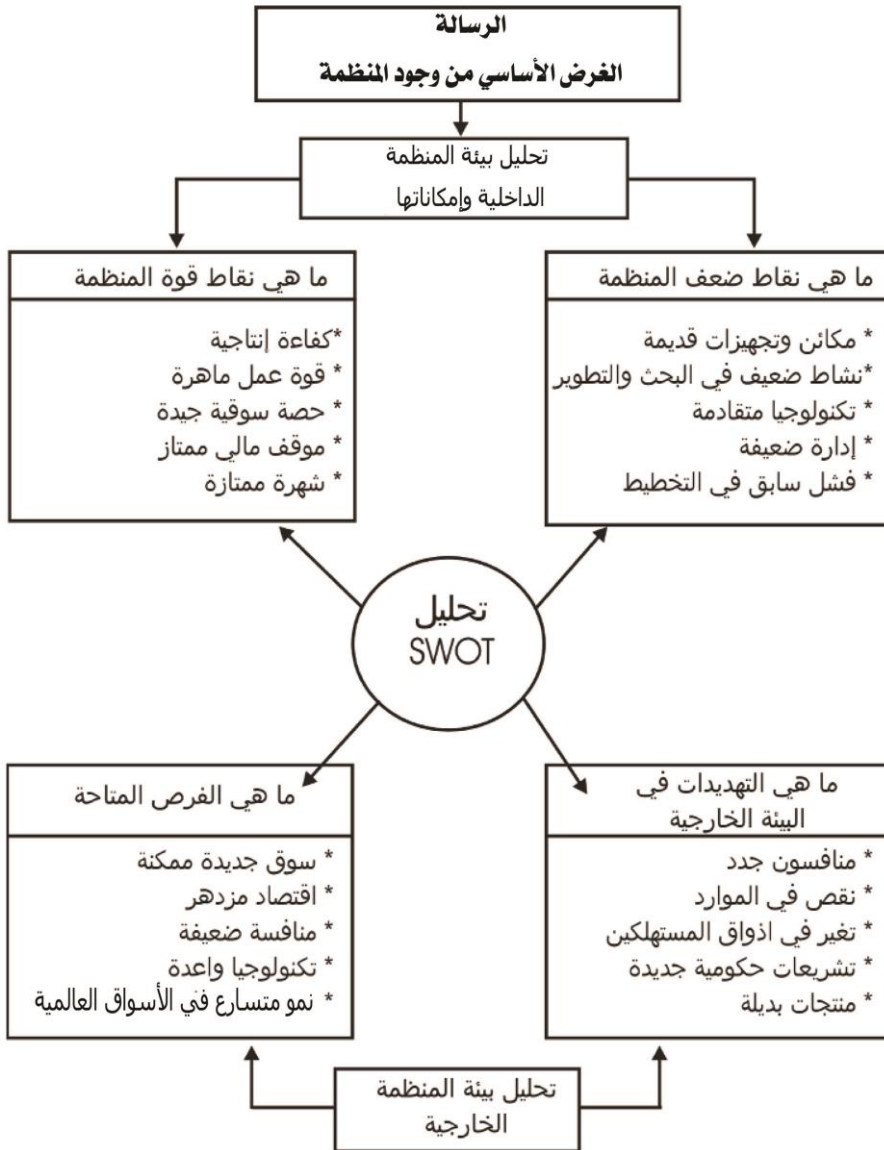 الرسالة
الغرض الأساسي من وجود المنظمة
تحليل بيئة المنظمة
الداخلية وإمكاناتها
ما هي نقاط ضعف المنظمة
* مكائن وتجهيزات قديمة
*نشاط ضعيف في البحث والتطوير
* تكنولوجيا متقادمة
* إدارة ضعيفة
* فشل سابق في التخطيط
ما هي نقاط قوة المنظمة
*كفاءة إنتاجية
* قوة عمل ماهرة
* حصة سوقية جيدة
* موقف مالي ممتاز
* شهرة ممتازة
تحليل
SWOT
ما هي التهديدات في
البيئة الخارجية
* منافسون جدد
* نقص في الموارد
* تغير في اذواق المستهلكين
* تشريعات حكومية جديدة
* منتجات بديلة
ما هي الفرص المتاحة
* سوق جديدة ممكنة
* اقتصاد مزدهر
* منافسة ضعيفة
* تكنولوجيا واعدة
* نمو متسارع في الأسواق العالمية
تحليل بيئة المنظمة
الخارجية